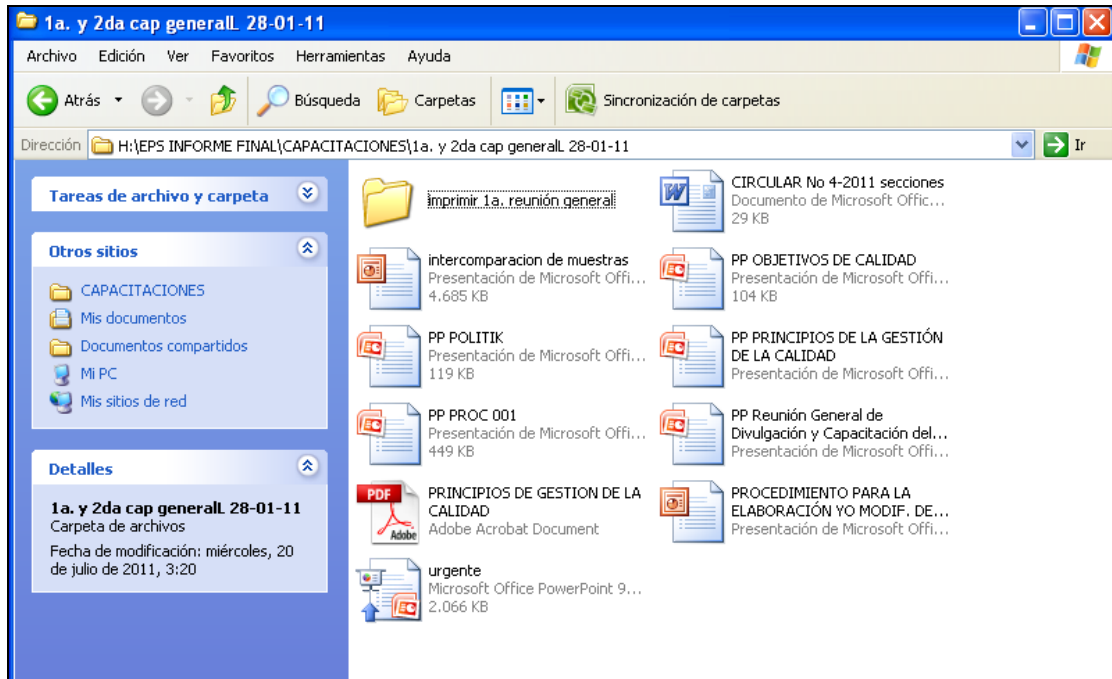 1a. y 2da cap generalL 28-01-11
Archivo Edición Ver Favoritos Herramientas Ayuda
Atrás Búsqueda Carpetas Sincronización de carpetas
Dirección H:\EPS INFORME FINAL\CAPACITACIONES\1a. y 2da cap generalL 28-01-11 Ir
Tareas de archivo y carpeta
Otros sitios
CAPACITACIONES
Mis documentos
Documentos compartidos
Mi PC
Mis sitios de red
Detalles
1a. y 2da cap generalL 28-01-11
Carpeta de archivos
Fecha de modificación: miércoles, 20
de julio de 2011, 3:20
imprimir 1a. reunión general
CIRCULAR No 4-2011 secciones
Documento de Microsoft Offic...
29 KB
intercomparacion de muestras
Presentación de Microsoft Offi...
4.685 KB
PP OBJETIVOS DE CALIDAD
Presentación de Microsoft Offi...
104 KB
PP POLITIK
Presentación de Microsoft Offi...
119 KB
PP PRINCIPIOS DE LA GESTIÓN
DE LA CALIDAD
Presentación de Microsoft Offi...
PP PROC 001
Presentación de Microsoft Offi...
449 KB
PP Reunión General de
Divulgación y Capacitación del...
Presentación de Microsoft Offi...
PDF
Adobe
PRINCIPIOS DE GESTION DE LA
CALIDAD
Adobe Acrobat Document
PROCEDIMIENTO PARA LA
ELABORACIÓN YO MODIF. DE...
Presentación de Microsoft Offi...
urgente
Microsoft Office PowerPoint 9...
2.066 KB